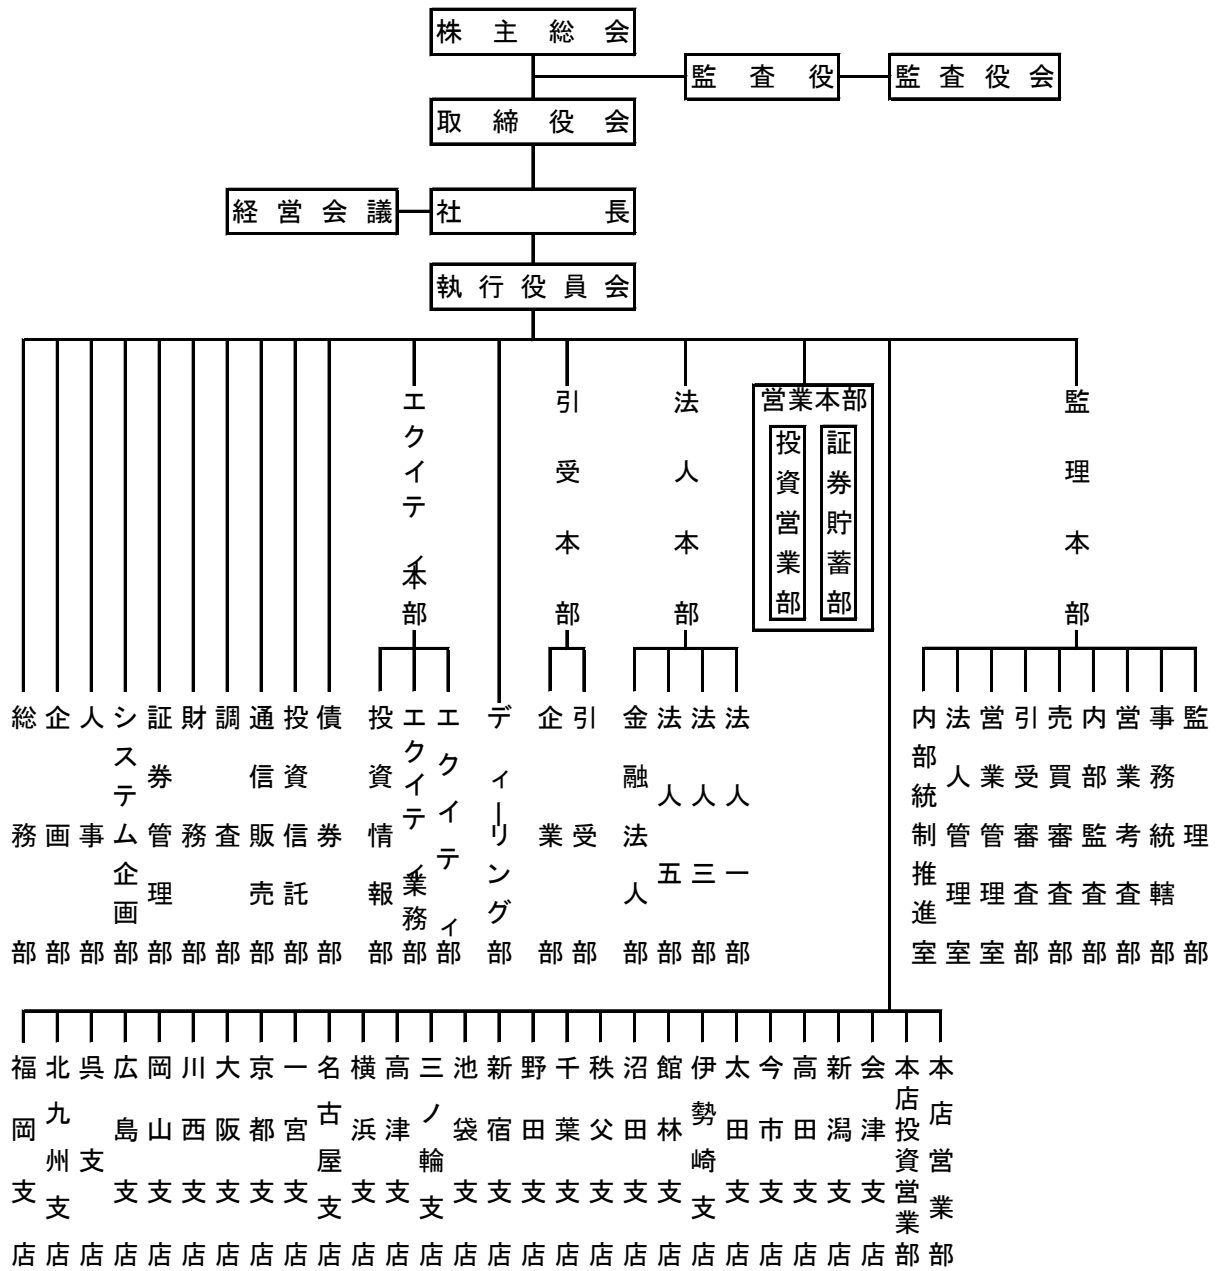 株主総会
監査役
監査役会
取締役会
経営会議
社長
執行役員会
エクイティ本部
引受本部
法人本部
営業本部
投資営業部
証券貯蓄部
監理本部
総務部
企画部
人事部
システム企画部
証券管理部
財務部
調査部
通信販売部
投資信託部
債券部
投資情報部
エクイティ業務部
エクイティ部
ディーリング部
企業部
引受部
金融法人部
法人五部
法人三部
法人一部
内部統制推進室
法人管理室
営業管理室
引受審査部
売買審査部
内部監査部
営業考査部
事務統轄部
監理部
福岡支店
北九州支店
呉支店
広島支店
岡山支店
川西支店
大阪支店
京都支店
一宮支店
名古屋支店
横浜支店
高津支店
三ノ輪支店
池袋支店
新宿支店
野田支店
千葉支店
秩父支店
沼田支店
館林支店
伊勢崎支店
太田支店
今市支店
高田支店
新潟支店
会津支店
本店投資営業部
本店営業部